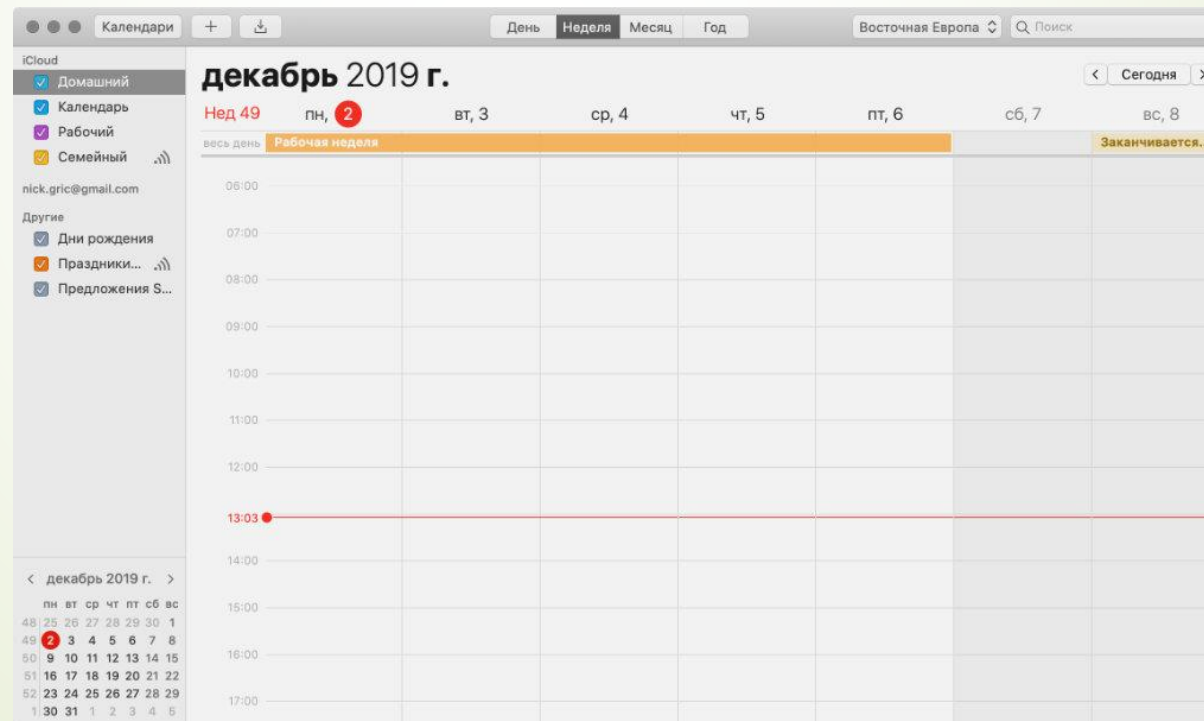 Календари + День Неделя Месяц Год Восточная Европа Поиск
iCloud
Домашний
Календарь
Рабочий
Семейный
nick.gric@gmail.com
Другие
Дни рождения
Праздники...
Предложения S...
декабрь 2019 г.
< Сегодня >
Нед 49 пн, 2 вт, 3 ср, 4 чт, 5 пт, 6 сб, 7 вс, 8
весь день Рабочая неделя Заканчивается...
06:00
07:00
08:00
09:00
10:00
11:00
12:00
13:03
14:00
15:00
16:00
17:00
< декабрь 2019 г. >
пн вт ср чт пт сб вс
48 25 26 27 28 29 30 1
49 2 3 4 5 6 7 8
50 9 10 11 12 13 14 15
51 16 17 18 19 20 21 22
52 23 24 25 26 27 28 29
1 30 31 1 2 3 4 5